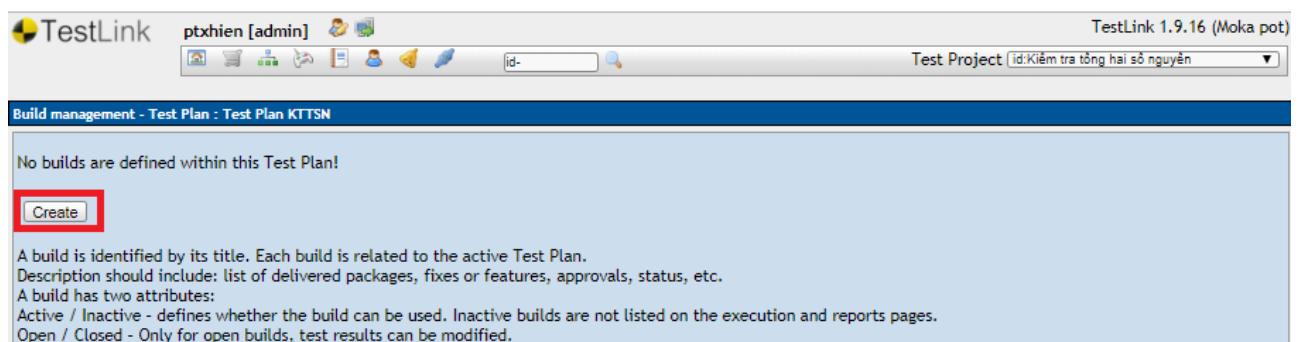 TestLink ptxhien [admin] TestLink 1.9.16 (Moka pot)
id- Test Project id:Kiểm tra tổng hai số nguyên
Build management - Test Plan : Test Plan KTTSN
No builds are defined within this Test Plan!
Create
A build is identified by its title. Each build is related to the active Test Plan.
Description should include: list of delivered packages, fixes or features, approvals, status, etc.
A build has two attributes:
Active / Inactive - defines whether the build can be used. Inactive builds are not listed on the execution and reports pages.
Open / Closed - Only for open builds, test results can be modified.